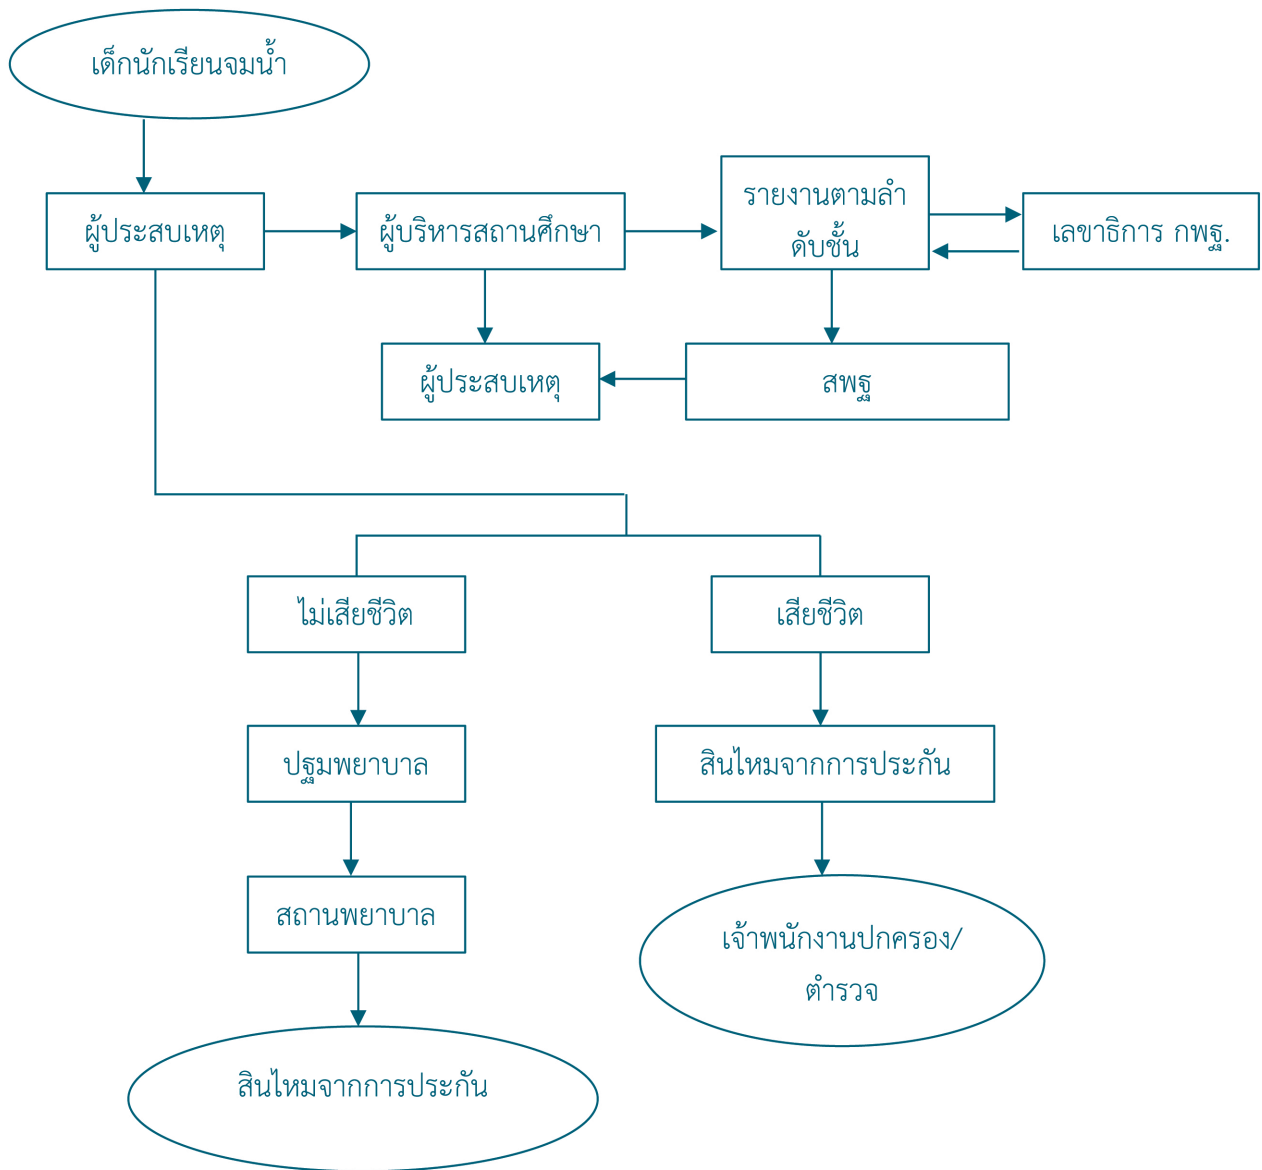 เด็กนักเรียนจมน้ำ
ผู้ประสบเหตุ
ผู้บริหารสถานศึกษา
รายงานตามลำ
ดับชั้น
เลขาธิการ กพฐ.
ผู้ประสบเหตุ
สพฐ
ไม่เสียชีวิต
เสียชีวิต
ปฐมพยาบาล
สินไหมจากการประกัน
สถานพยาบาล
เจ้าพนักงานปกครอง/
ตำรวจ
สินไหมจากการประกัน